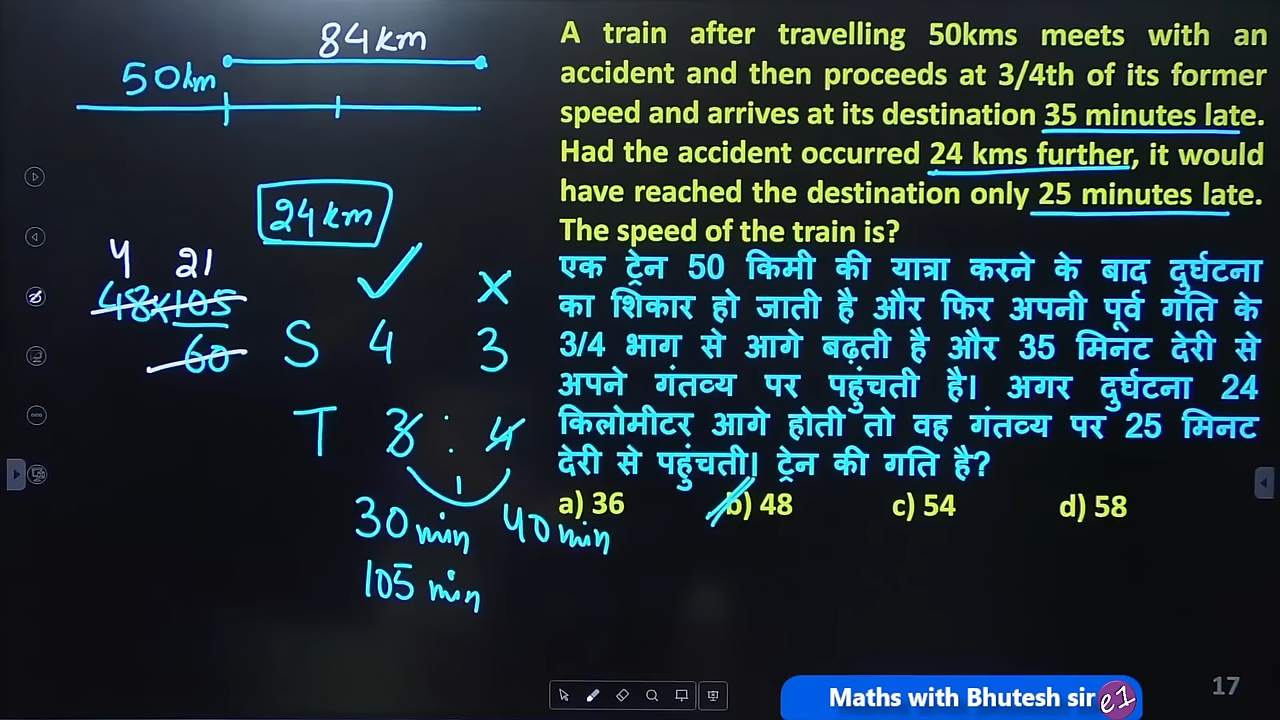 84km
50km
24km
4 21
48x105
60
S 4 3
T 3 : 4
1
30 min 40 min
105 min
A train after travelling 50kms meets with an
accident and then proceeds at 3/4th of its former
speed and arrives at its destination 35 minutes late.
Had the accident occurred 24 kms further, it would
have reached the destination only 25 minutes late.
The speed of the train is?
एक ट्रेन 50 किमी की यात्रा करने के बाद दुर्घटना
का शिकार हो जाती है और फिर अपनी पूर्व गति के
3/4 भाग से आगे बढ़ती है और 35 मिनट देरी से
अपने गंतव्य पर पहुंचती है। अगर दुर्घटना 24
किलोमीटर आगे होती तो वह गंतव्य पर 25 मिनट
देरी से पहुंचती। ट्रेन की गति है?
a) 36 b) 48 c) 54 d) 58
17
Maths with Bhutesh sir e1